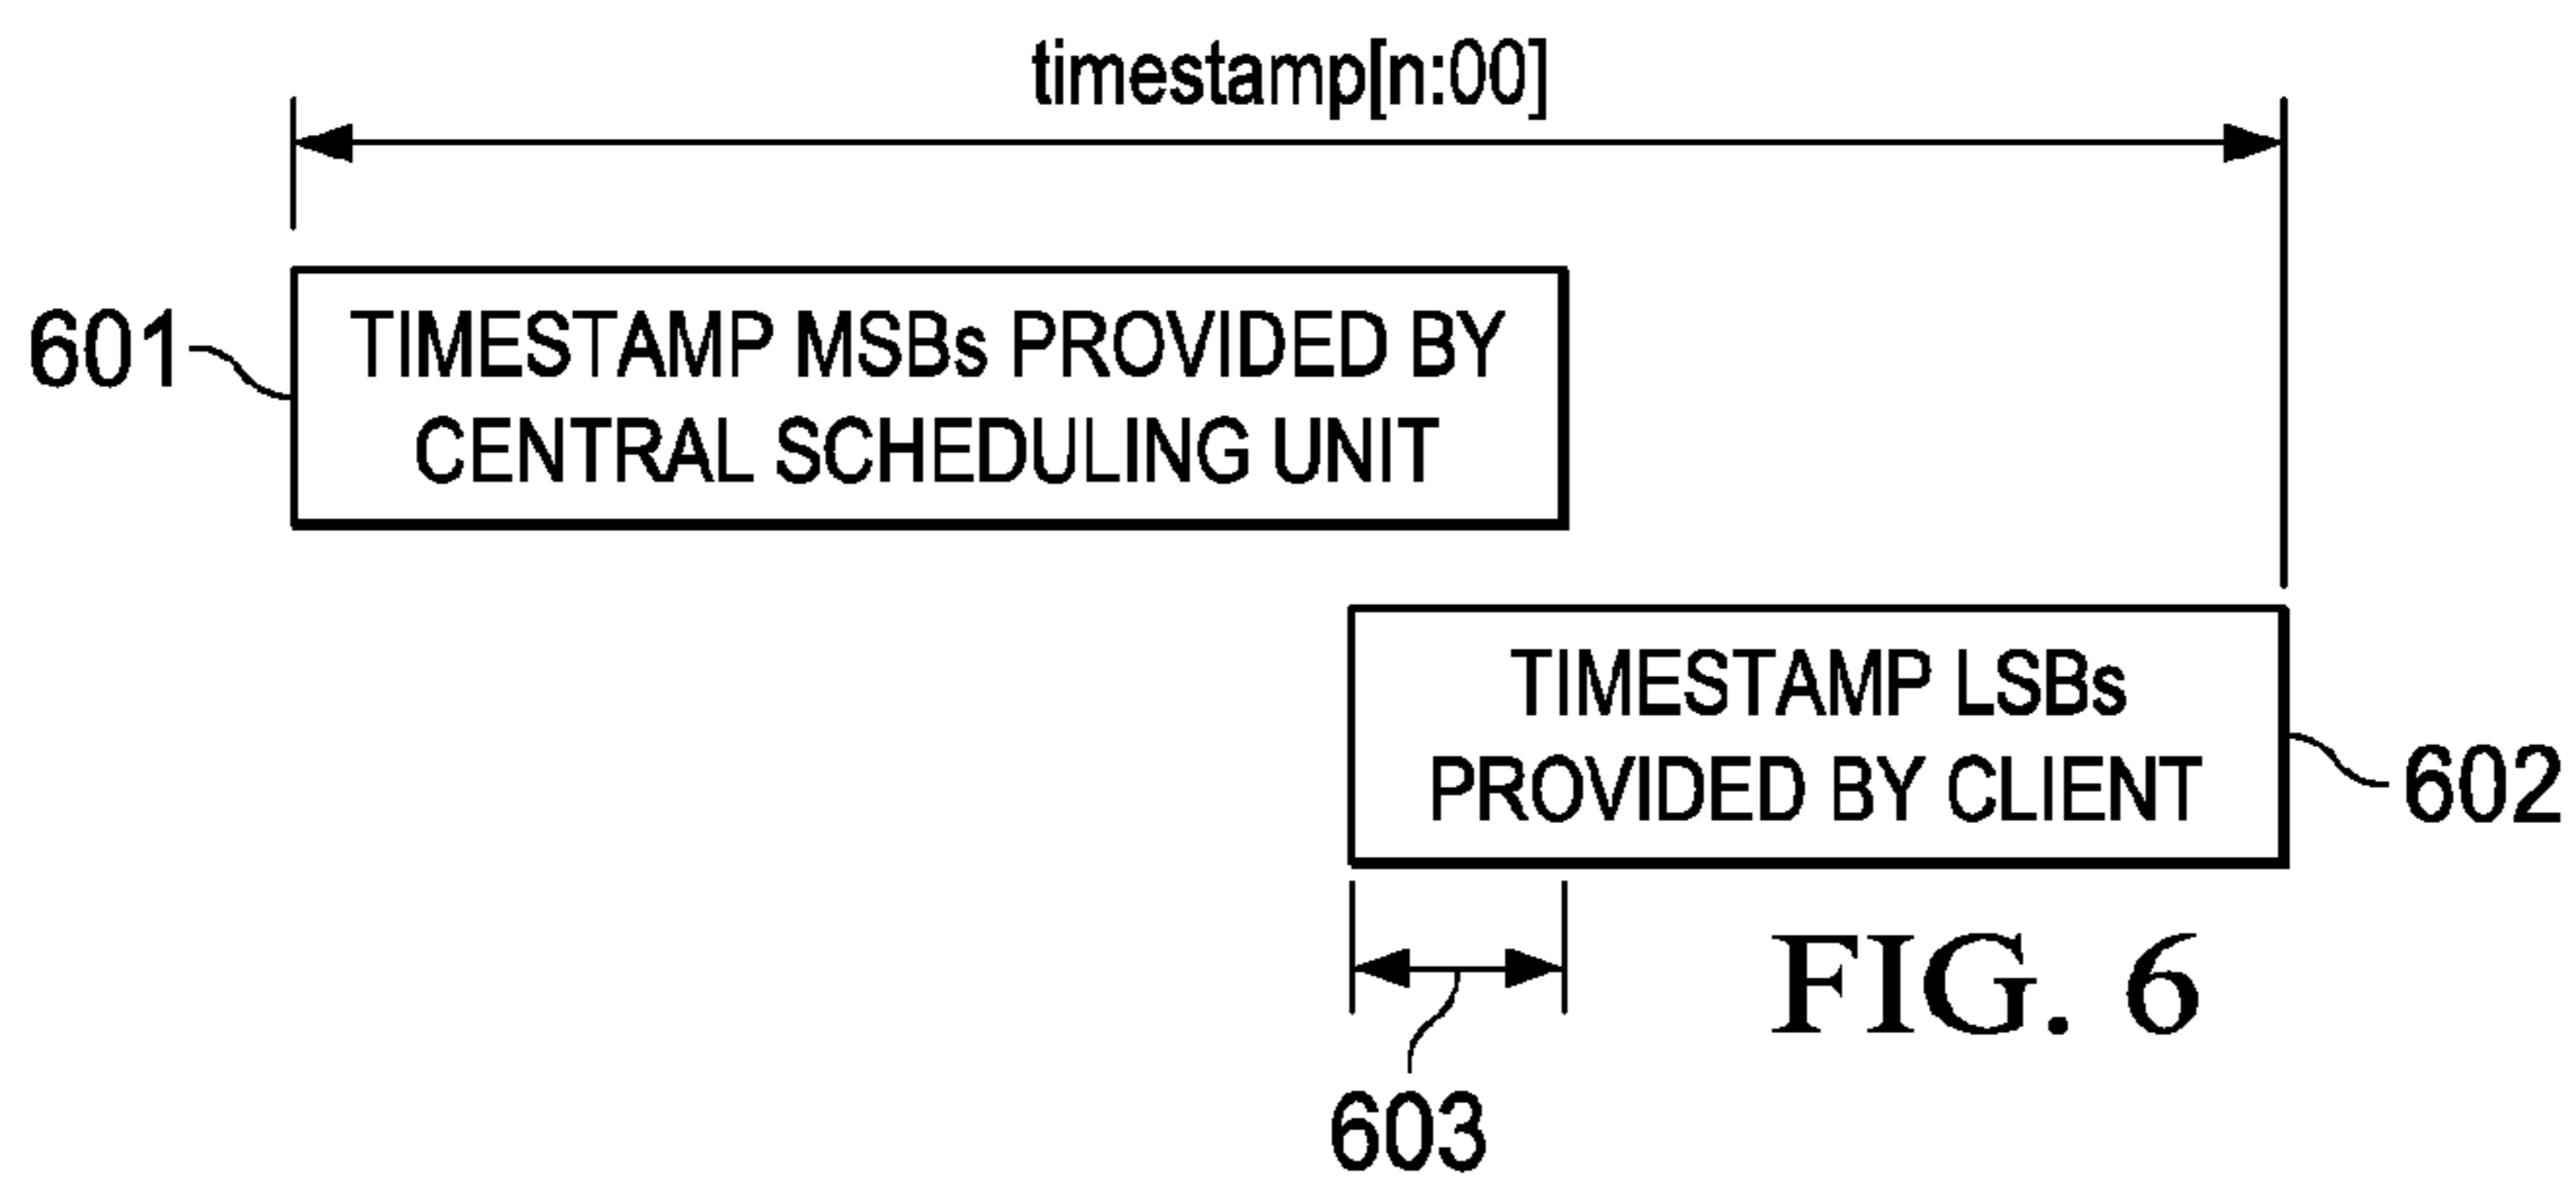 timestamp[n:00]
601
TIMESTAMP MSBs PROVIDED BY
CENTRAL SCHEDULING UNIT
TIMESTAMP LSBs
PROVIDED BY CLIENT
602
603
FIG. 6